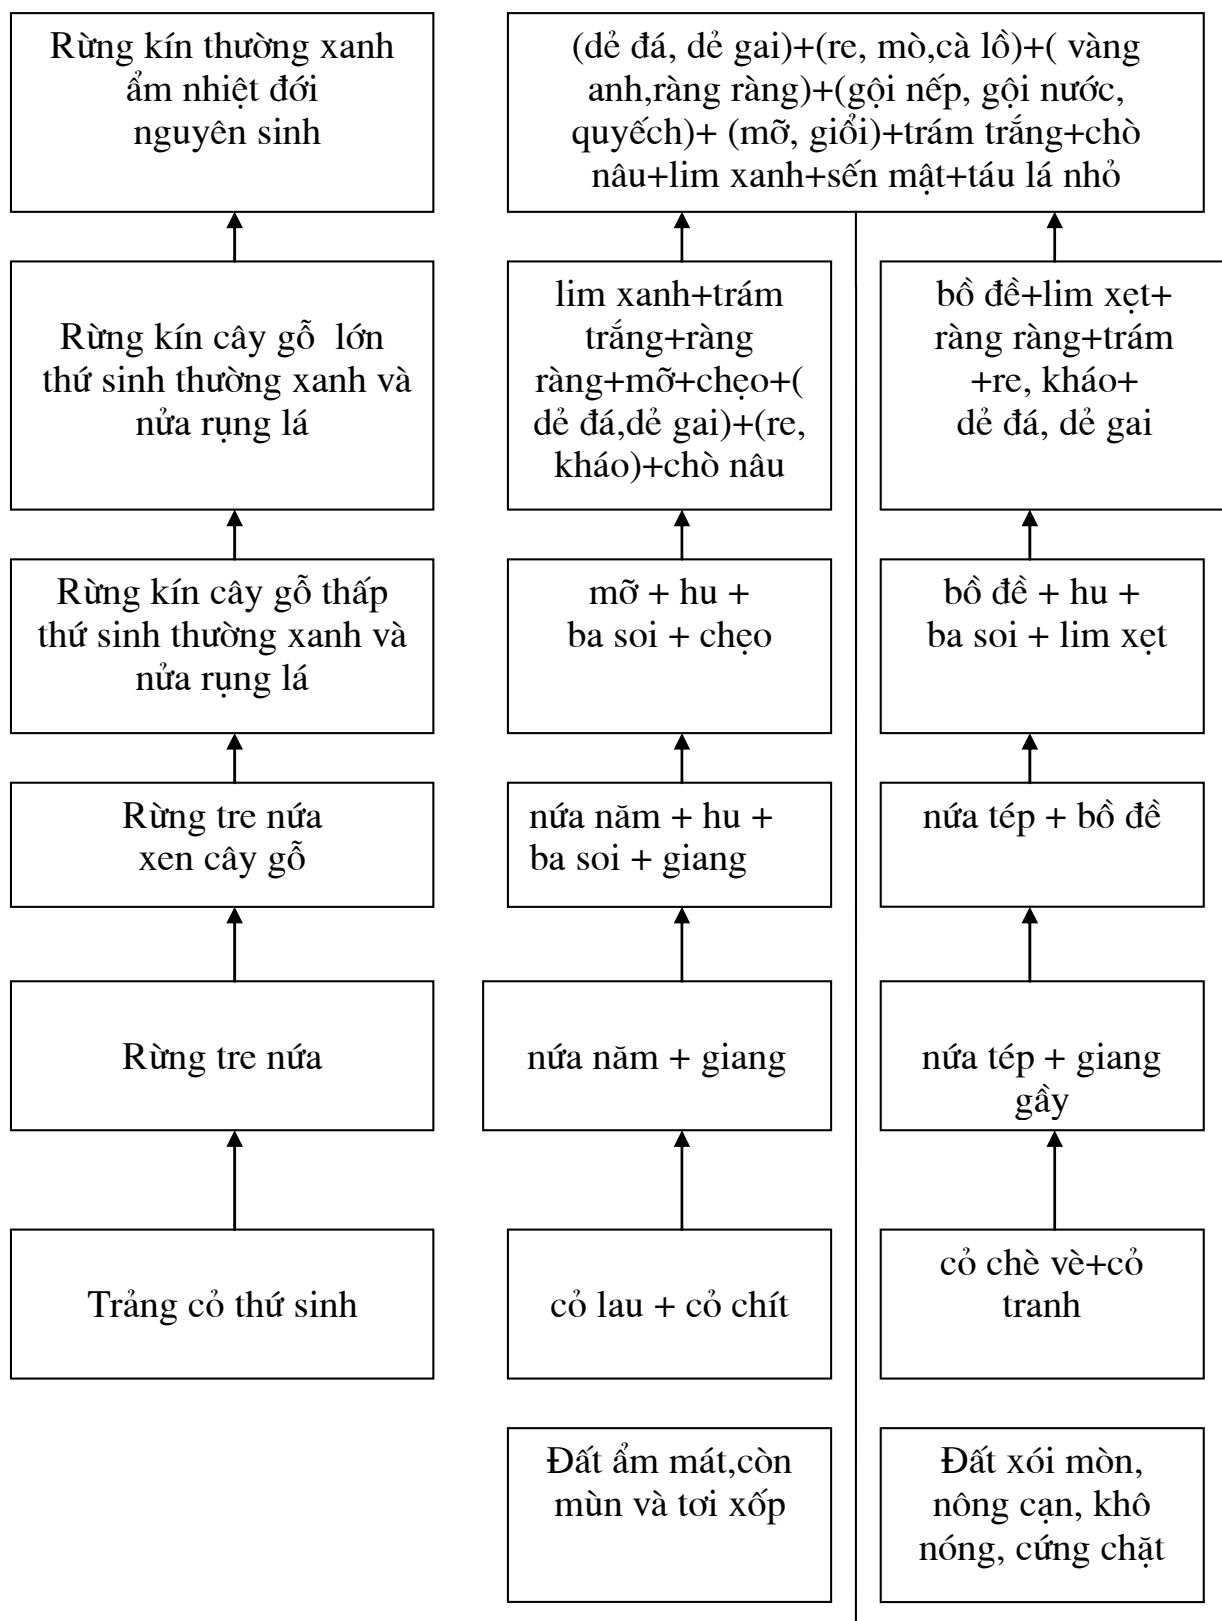 Rừng kín thường xanh
ẩm nhiệt đới
nguyên sinh
(dẻ đá, dẻ gai)+(re, mò,cà lồ)+( vàng
anh,ràng ràng)+(gội nếp, gội nước,
quyếch)+ (mỡ, giổi)+trám trắng+chò
nâu+lim xanh+sến mật+táu lá nhỏ
Rừng kín cây gỗ lớn
thứ sinh thường xanh và
nửa rụng lá
lim xanh+trám
trắng+ràng
ràng+mỡ+chẹo+(
dẻ đá,dẻ gai)+(re,
kháo)+chò nâu
bồ đề+lim xẹt+
ràng ràng+trám
+re, kháo+
dẻ đá, dẻ gai
Rừng kín cây gỗ thấp
thứ sinh thường xanh và
nửa rụng lá
mỡ + hu +
ba soi + chẹo
bồ đề + hu +
ba soi + lim xẹt
Rừng tre nứa
xen cây gỗ
nứa năm + hu +
ba soi + giang
nứa tép + bồ đề
Rừng tre nứa
nứa năm + giang
nứa tép + giang
gầy
Trảng cỏ thứ sinh
cỏ lau + cỏ chít
cỏ chè vè+cỏ
tranh
Đất ẩm mát,còn
mùn và tơi xốp
Đất xói mòn,
nông cạn, khô
nóng, cứng chặt